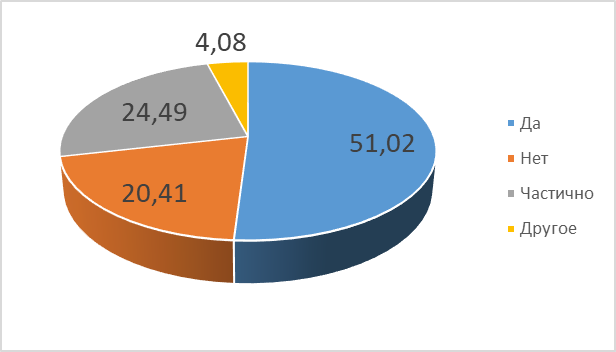 4,08
24,49
51,02
20,41
Да
Нет
Частично
Другое